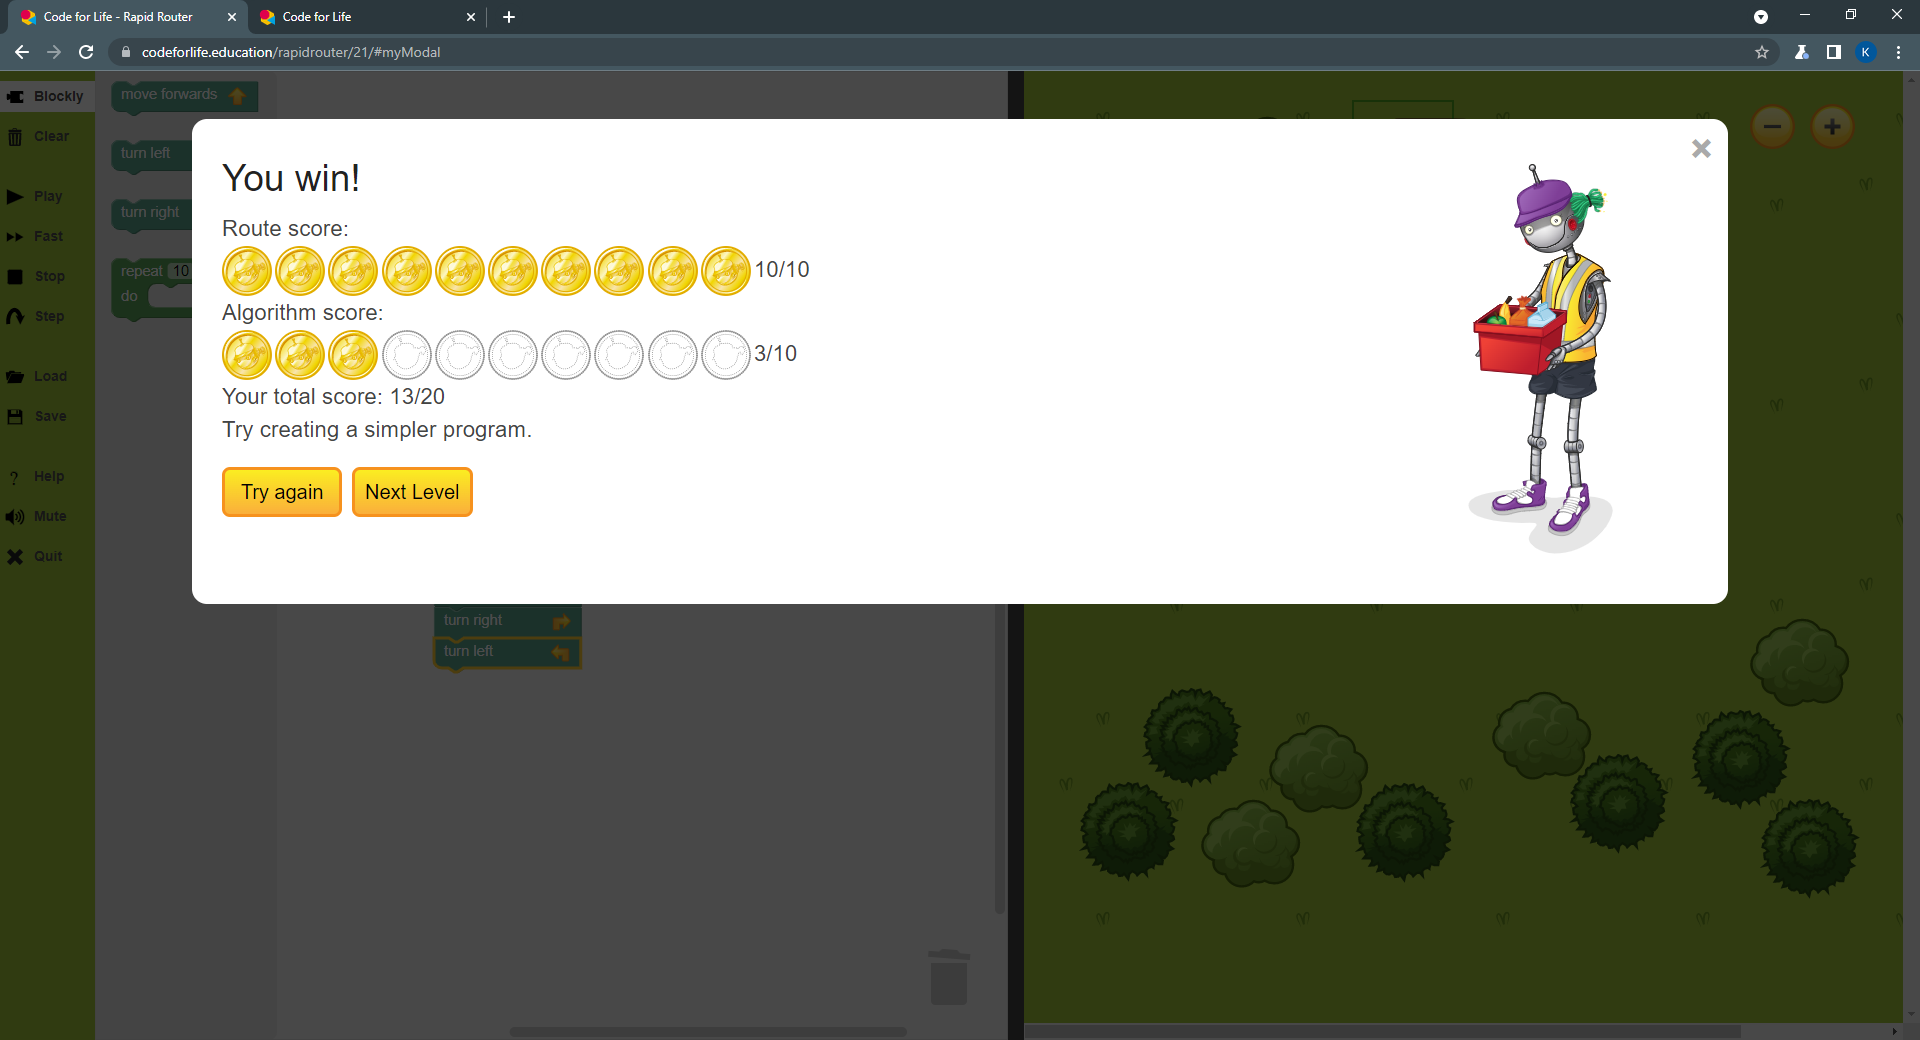 Code for Life - Rapid Router
Code for Life
codeforlife.education/rapidrouter/21/#myModal
K
Blockly
Clear
Play
Fast
Stop
Step
Load
Save
Help
Mute
Quit
move forwards
turn left
turn right
repeat 10
do
You win!
Route score:
10/10
Algorithm score:
3/10
Your total score: 13/20
Try creating a simpler program.
Try again
Next Level
turn right
turn left